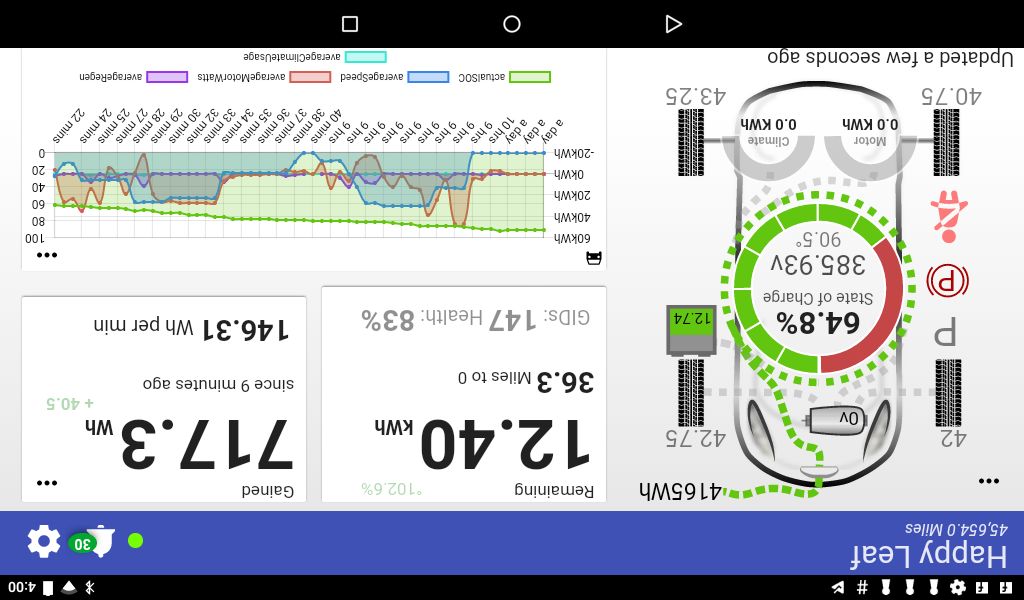 4:00
Happy Leaf
45,654.0 Miles
30
4165Wh
42
42.75
0v
P
64.8%
State of Charge
12.74
(P)
385.93v
90.5°
Motor
0.0 KWh
Climate
0.0 KWh
40.75
43.25
Updated a few seconds ago
Remaining
°102.6%
12.40 kWh
36.3 Miles to 0
GIDs: 147 Health: 83%
Gained
717.3 Wh
+ 40.5
since 9 minutes ago
146.31 Wh per min
60kWh
40kWh
20kWh
0kWh
-20kWh
100
80
60
40
20
0
a day
a day
a day
10 hrs
9 hrs
9 hrs
9 hrs
9 hrs
9 hrs
9 hrs
9 hrs
40 mins
38 mins
37 mins
36 mins
35 mins
34 mins
33 mins
32 mins
30 mins
29 mins
28 mins
27 mins
25 mins
24 mins
22 mins
actualSOC
averageSpeed
averageMotorWatts
averageRegen
averageClimateUsage